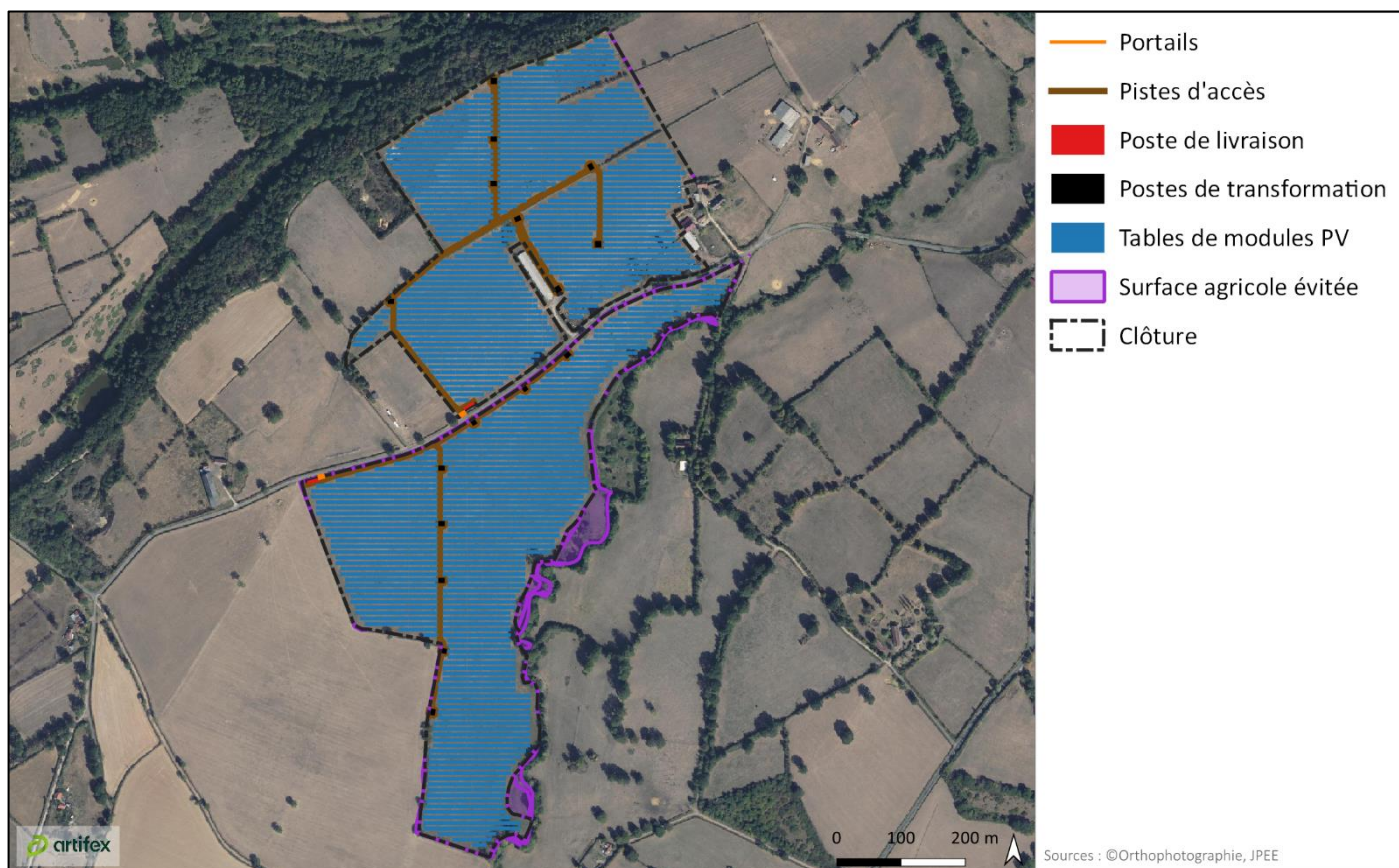 Portails
Pistes d'accès
Poste de livraison
Postes de transformation
Tables de modules PV
Surface agricole évitée
Clôture
0 100 200 m
artifex
Sources : ©Orthophotographie, JPEE